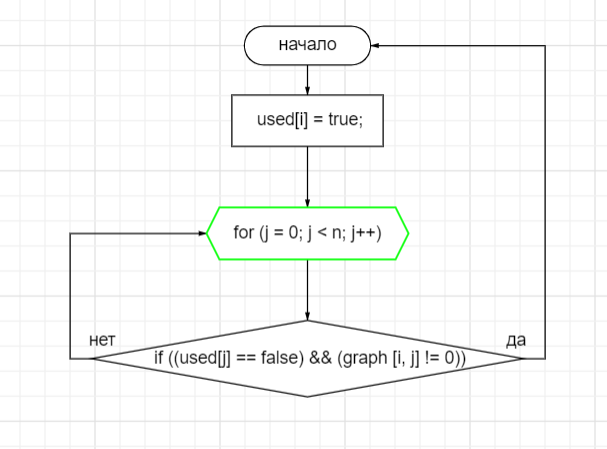 начало
used[i] = true;
for (j = 0; j < n; j++)
нет
да
if ((used[j] == false) && (graph [i, j] != 0))